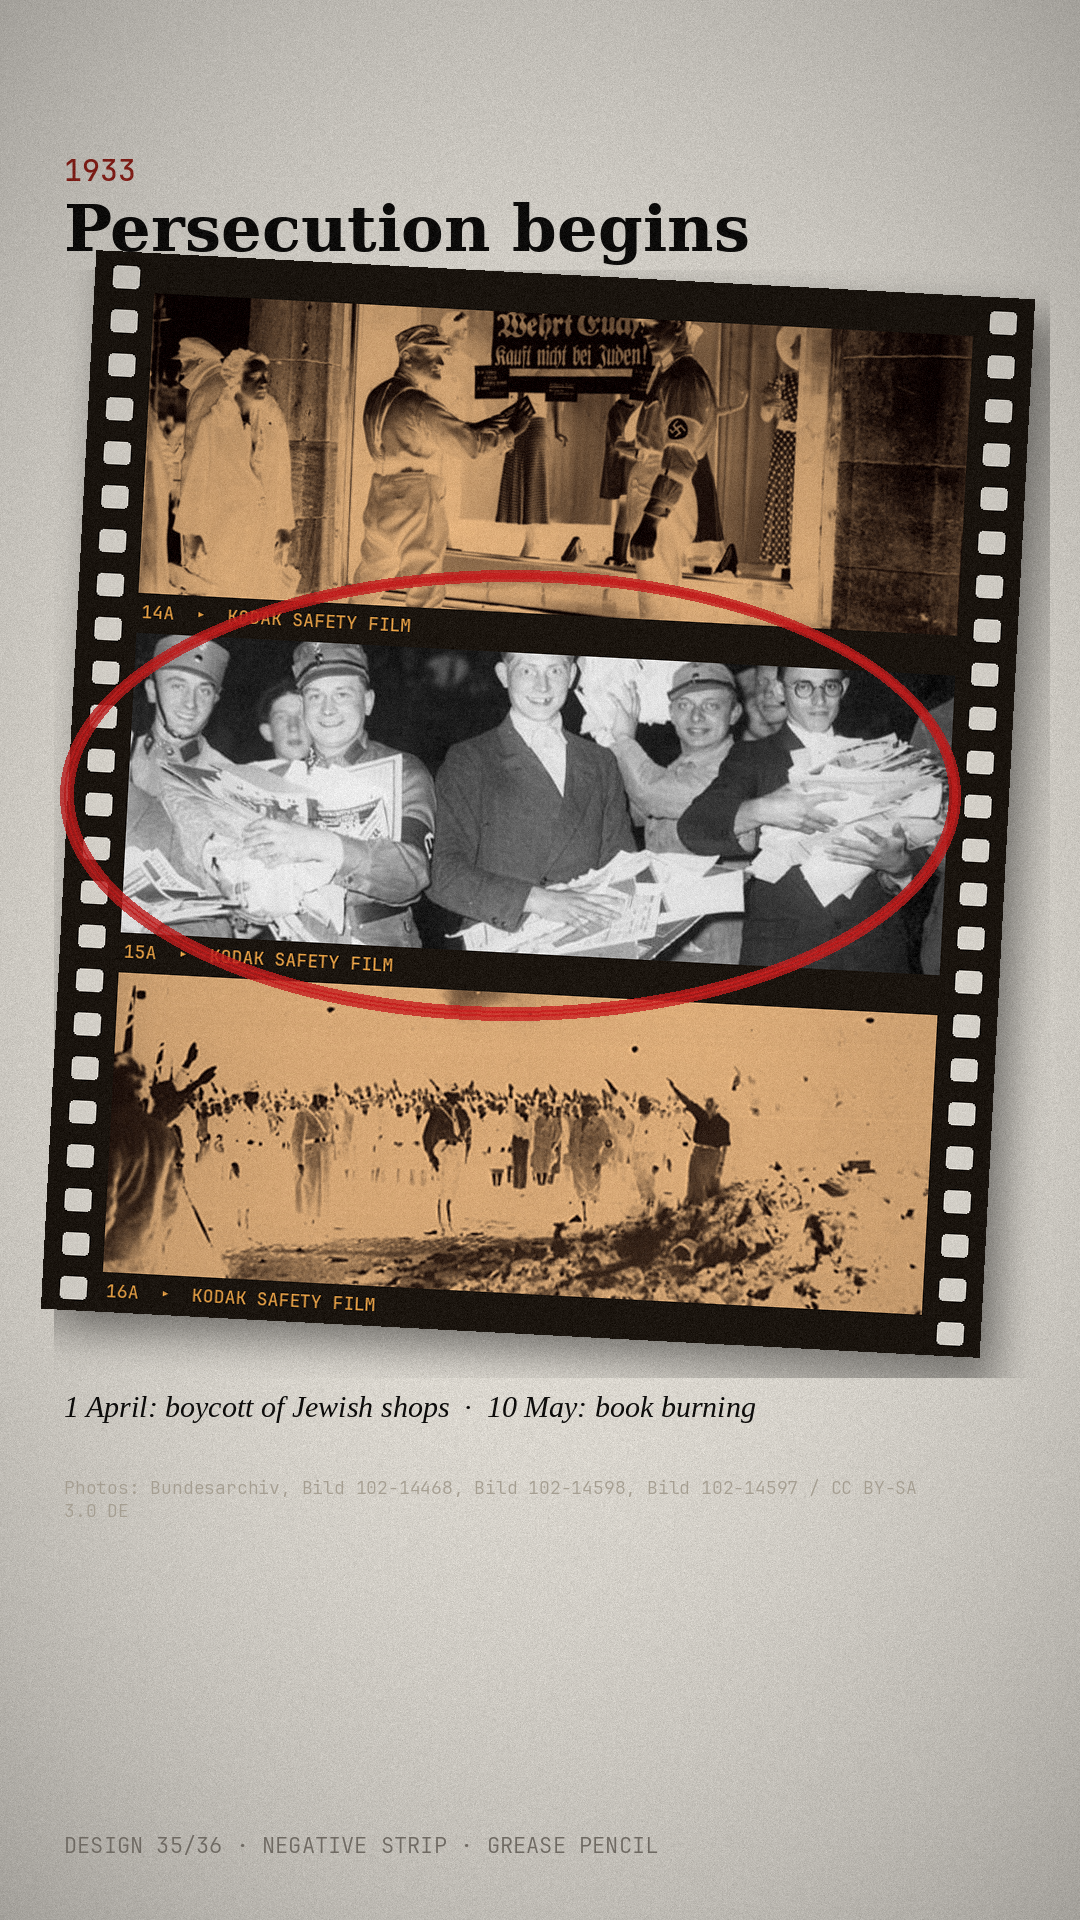 1933
Persecution begins
Wehrt Euch!
Kauft nicht bei Juden!
14A ▸ KODAK SAFETY FILM
15A ▸ KODAK SAFETY FILM
16A ▸ KODAK SAFETY FILM
1 April: boycott of Jewish shops · 10 May: book burning
Photos: Bundesarchiv, Bild 102-14468, Bild 102-14598, Bild 102-14597 / CC BY-SA
3.0 DE
DESIGN 35/36 · NEGATIVE STRIP · GREASE PENCIL